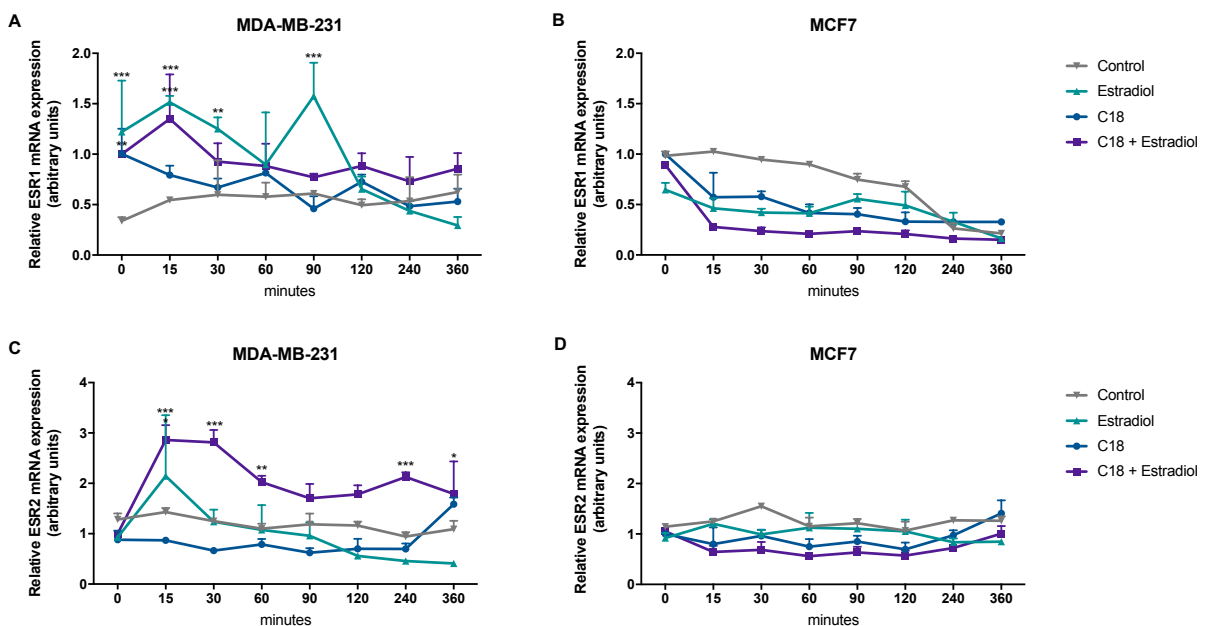 A
MDA-MB-231
Relative ESR1 mRNA expression
(arbitrary units)
2.0
1.5
1.0
0.5
0.0
***
***
***
**
***
**
0 15 30 60 90 120 240 360
minutes
B
MCF7
Relative ESR1 mRNA expression
(arbitrary units)
2.0
1.5
1.0
0.5
0.0
0 15 30 60 90 120 240 360
minutes
Control
Estradiol
C18
C18 + Estradiol
C
MDA-MB-231
Relative ESR2 mRNA expression
(arbitrary units)
4
3
2
1
0
***
*
***
**
***
*
0 15 30 60 90 120 240 360
minutes
D
MCF7
Relative ESR2 mRNA expression
(arbitrary units)
4
3
2
1
0
0 15 30 60 90 120 240 360
minutes
Control
Estradiol
C18
C18 + Estradiol